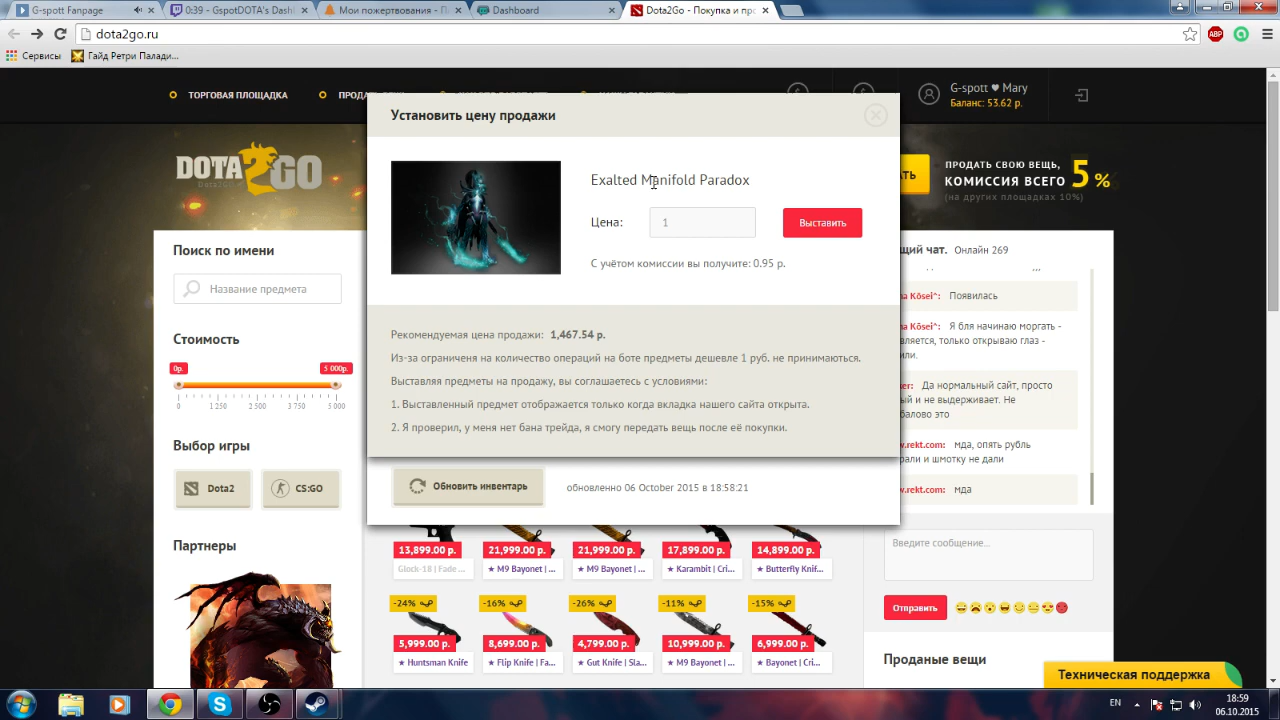 G-spott Fanpage
0:39 - GspotDOTA's Dash
Мои пожертвования - П
Dashboard
Dota2Go - Покупка и пр
dota2go.ru
Сервисы
Гайд Ретри Палади...
ТОРГОВАЯ ПЛОЩАДКА
G-spott ♥ Mary
Баланс: 53.62 р.
Установить цену продажи
DOTA2GO
ПРОДАТЬ СВОЮ ВЕЩЬ,
КОМИССИЯ ВСЕГО 5 %
(на других площадках 10%)
Exalted Manifold Paradox
Цена:
1
Выставить
С учётом комиссии вы получите: 0.95 р.
Рекомендуемая цена продажи: 1,467.54 р.
Из-за ограничения на количество операций на боте предметы дешевле 1 руб. не принимаються.
Выставляя предметы на продажу, вы соглашаетесь с условиями:
1. Выставленный предмет отображается только когда вкладка нашего сайта открыта.
2. Я проверил, у меня нет бана трейда, я смогу передать вещь после её покупки.
Обновить инвентарь
обновленно 06 October 2015 в 18:58:21
Поиск по имени
Название предмета
Стоимость
0р.
5 000р.
0 1 250 2 500 3 750 5 000
Выбор игры
Dota2
CS:GO
Партнеры
13,899.00 р.
21,999.00 р.
21,999.00 р.
17,899.00 р.
14,899.00 р.
Glock-18 | Fade ...
★ M9 Bayonet | ...
★ M9 Bayonet | ...
★ Karambit | Cri...
★ Butterfly Knif...
-24%
-16%
-26%
-11%
-15%
5,999.00 р.
8,699.00 р.
4,799.00 р.
10,999.00 р.
6,999.00 р.
★ Huntsman Knife
★ Flip Knife | Fa...
★ Gut Knife | Sla...
★ M9 Bayonet | ...
★ Bayonet | Cri...
чат. Онлайн 269
Kōsei^: Появилась
Kōsei^: Я бля начинаю моргать -
только открываю глаз -
Да нормальный сайт, просто
и не выдерживает. Не
это
.rekt.com: мда, опять рубль
и шмотку не дали
.rekt.com: мда
Введите сообщение...
Отправить
Проданые вещи
Техническая поддержка
EN
18:59
06.10.2015